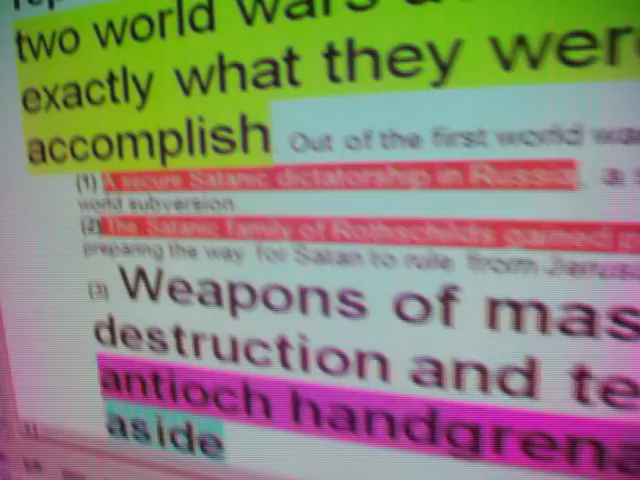 two world wars
exactly what they were
accomplish Out of the first world wa
(1) A secure Satanic dictatorship in Russia, a s
world subversion
(2) The Satanic family of Rothschilds gained p
preparing the way for Satan to rule from Jerus
(3) Weapons of mas
destruction and te
antioch handgrena
aside